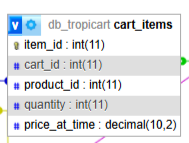 v db_tropicart cart_items
item_id : int(11)
# cart_id : int(11)
# product_id : int(11)
# quantity : int(11)
# price_at_time : decimal(10,2)